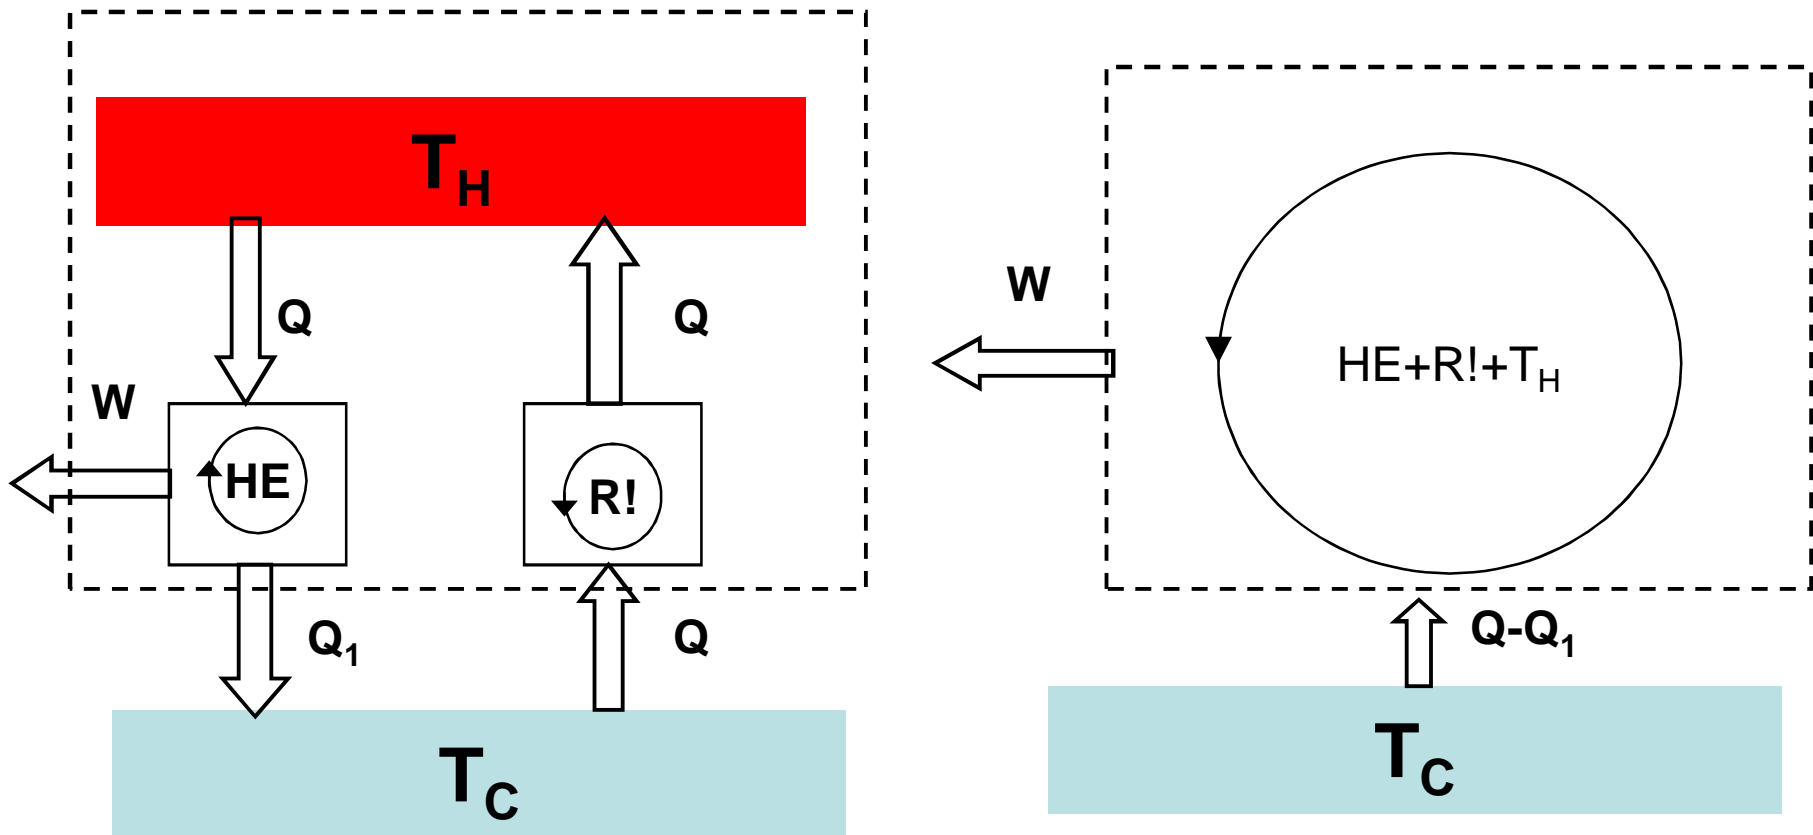 T_H
Q
Q
W
HE
R!
Q_1
Q
T_C
W
HE+R!+T_H
Q-Q_1
T_C